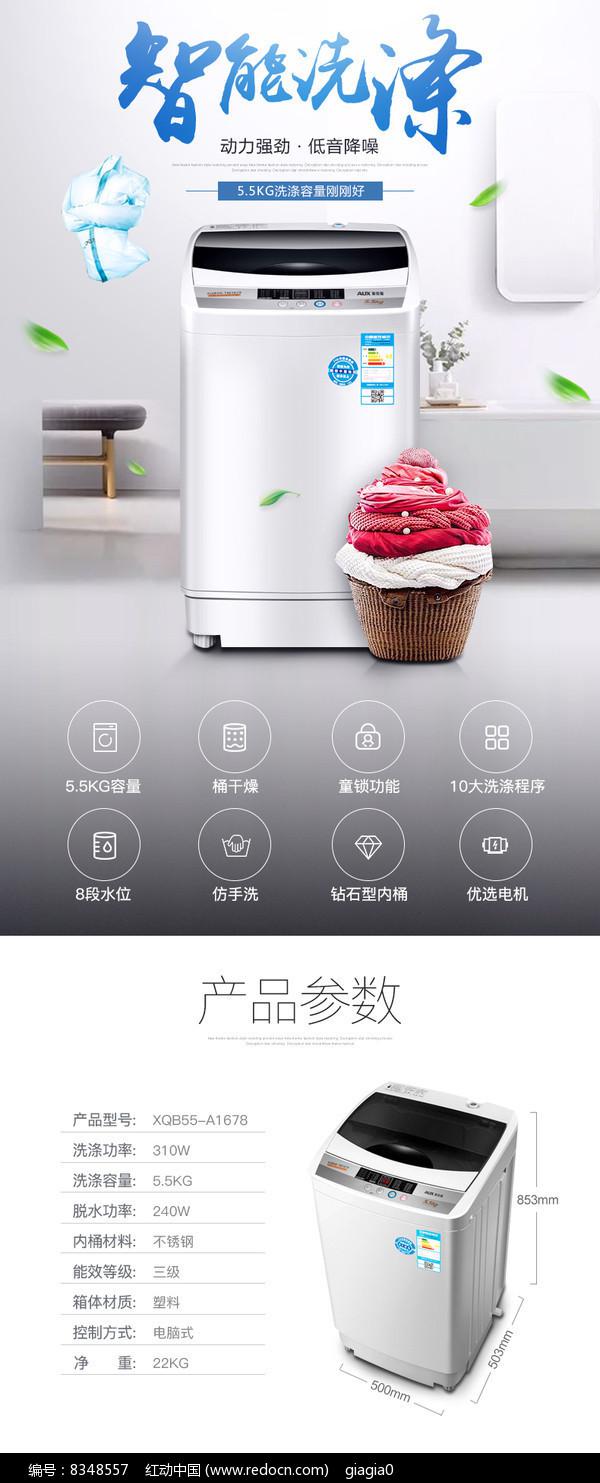 智能洗涤
动力强劲 · 低音降噪
5.5KG洗涤容量刚刚好
AUX
5.5kg
5.5KG容量 桶干燥 童锁功能 10大洗涤程序
8段水位 仿手洗 钻石型内桶 优选电机
产品参数
产品型号: XQB55-A1678
洗涤功率: 310W
洗涤容量: 5.5KG
脱水功率: 240W
内桶材料: 不锈钢
能效等级: 三级
箱体材质: 塑料
控制方式: 电脑式
净 重: 22KG
AUX
853mm
503mm
500mm
编号：8348557 红动中国 (www.redocn.com) giagia0